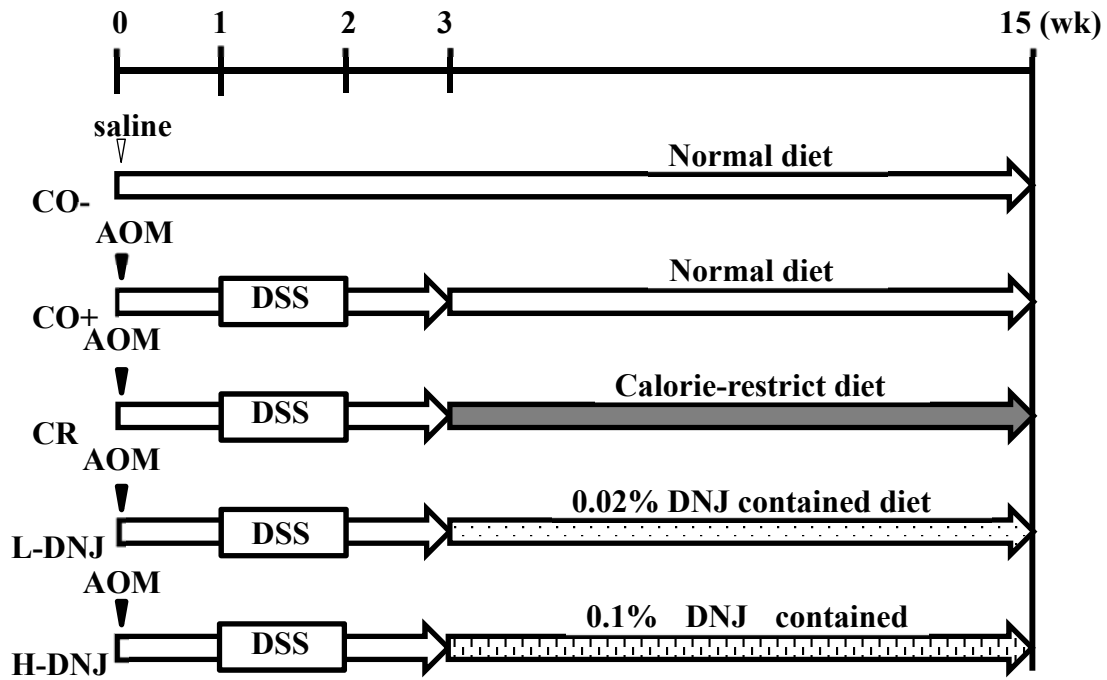 0 1 2 3 15 (wk)
saline
Normal diet
CO-
AOM
Normal diet
DSS
CO+
AOM
Calorie-restrict diet
DSS
CR
AOM
0.02% DNJ contained diet
DSS
L-DNJ
AOM
0.1% DNJ contained
DSS
H-DNJ